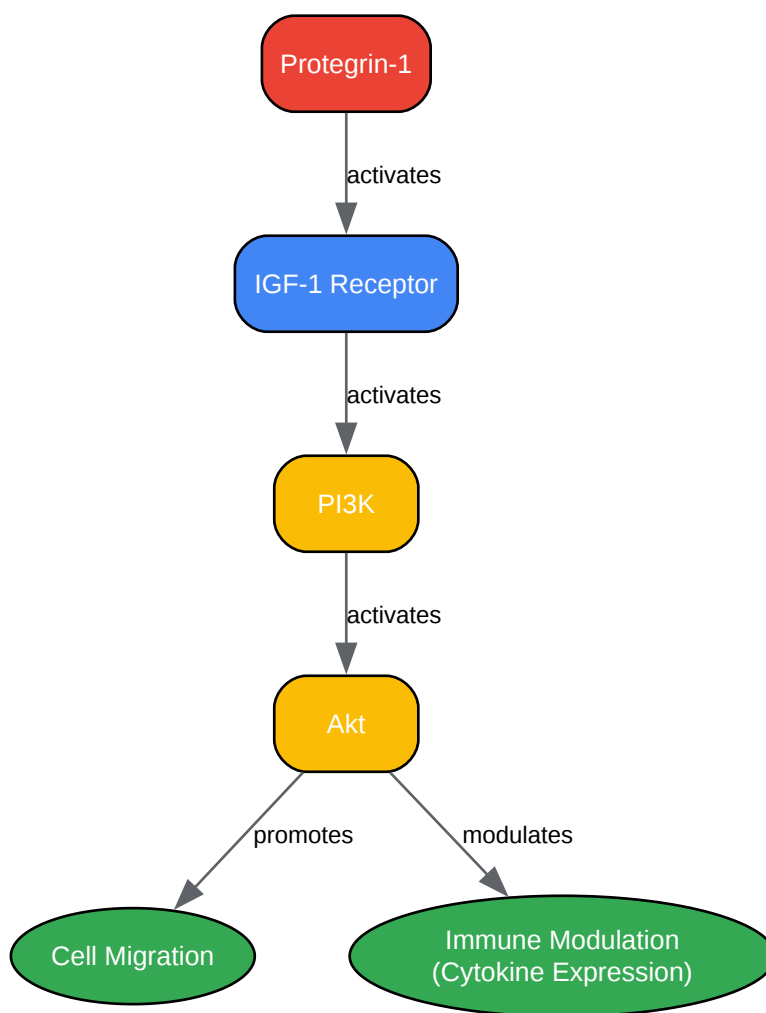 Protegrin-1
activates
IGF-1 Receptor
activates
PI3K
activates
Akt
promotes
modulates
Cell Migration
Immune Modulation
(Cytokine Expression)